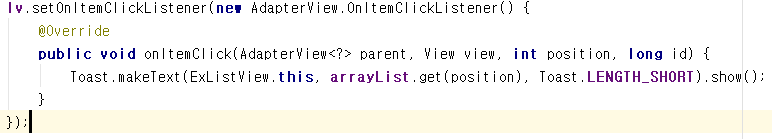 lv.setOnItemClickListener(new AdapterView.OnItemClickListener() {
@Override
public void onItemClick(AdapterView<?> parent, View view, int position, long id) {
Toast.makeText(ExListView.this, arrayList.get(position), Toast.LENGTH_SHORT).show();
}
});